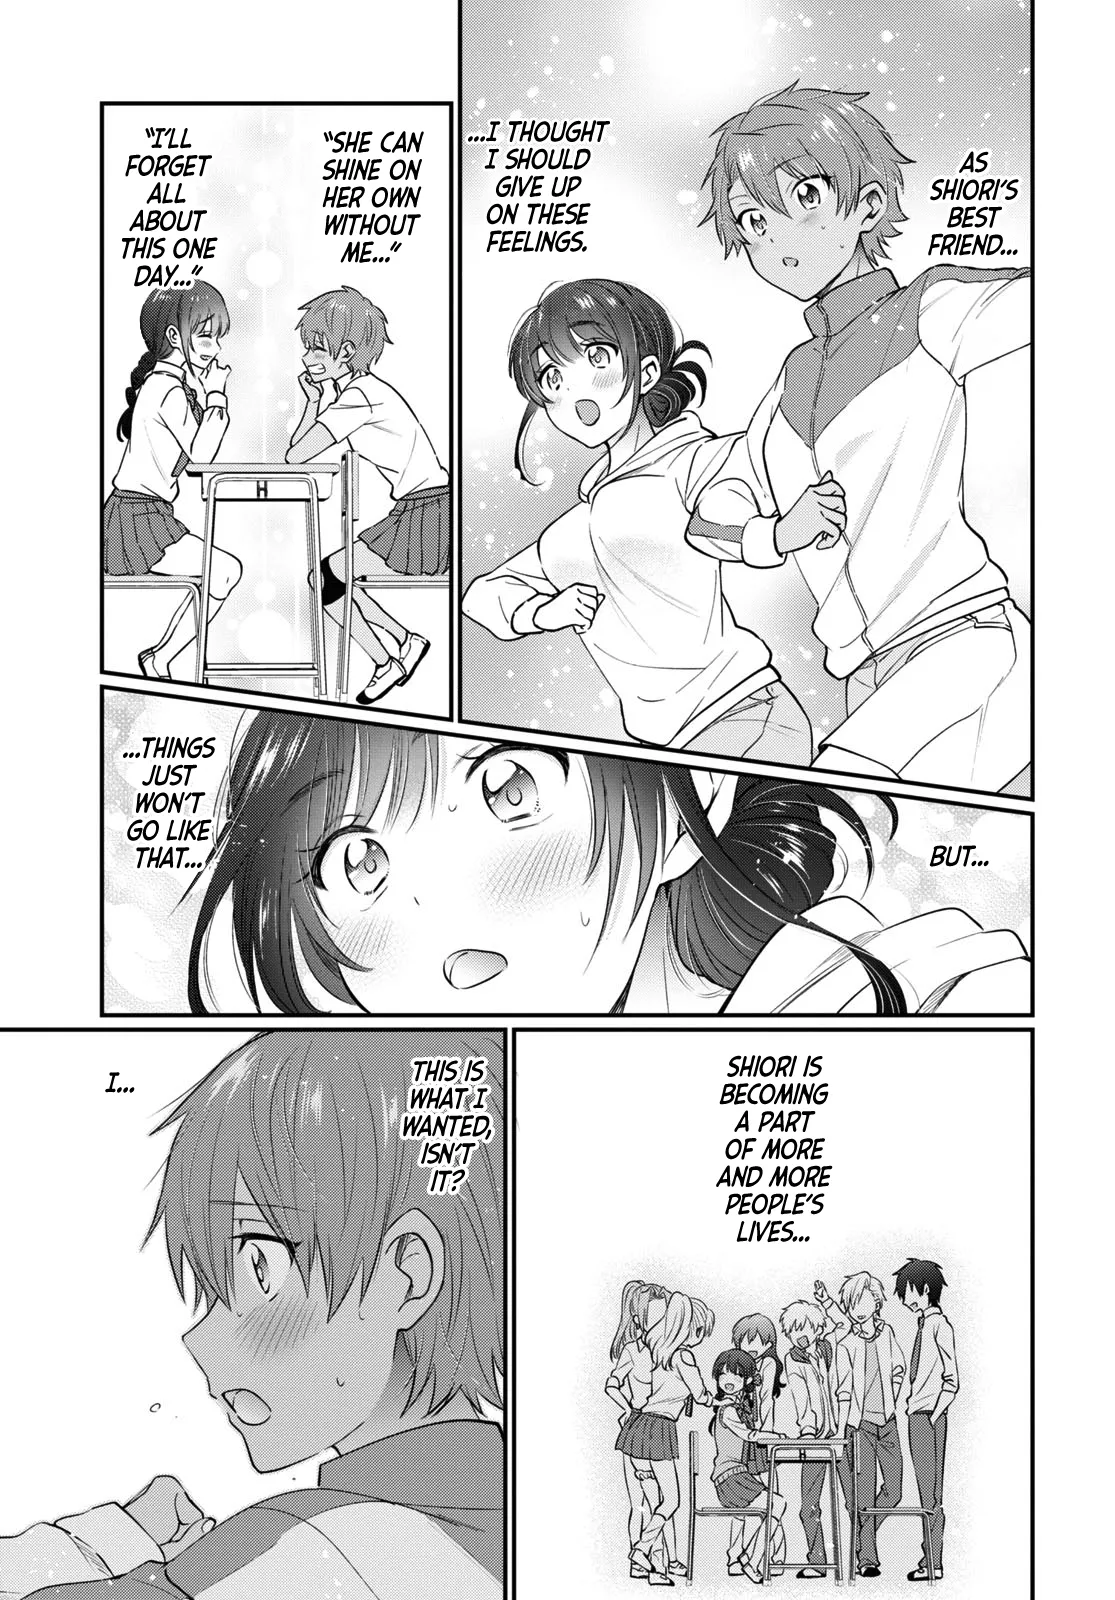 AS
SHIORI'S
BEST
FRIEND...
...I THOUGHT
I SHOULD
GIVE UP
ON THESE
FEELINGS.
"SHE CAN
SHINE ON
HER OWN
WITHOUT
ME..."
"I'LL
FORGET
ALL
ABOUT
THIS ONE
DAY..."
BUT...
...THINGS
JUST
WON'T
GO LIKE
THAT...
SHIORI IS
BECOMING
A PART
OF MORE
AND MORE
PEOPLE'S
LIVES...
THIS IS
WHAT I
WANTED,
ISN'T
IT?
I...